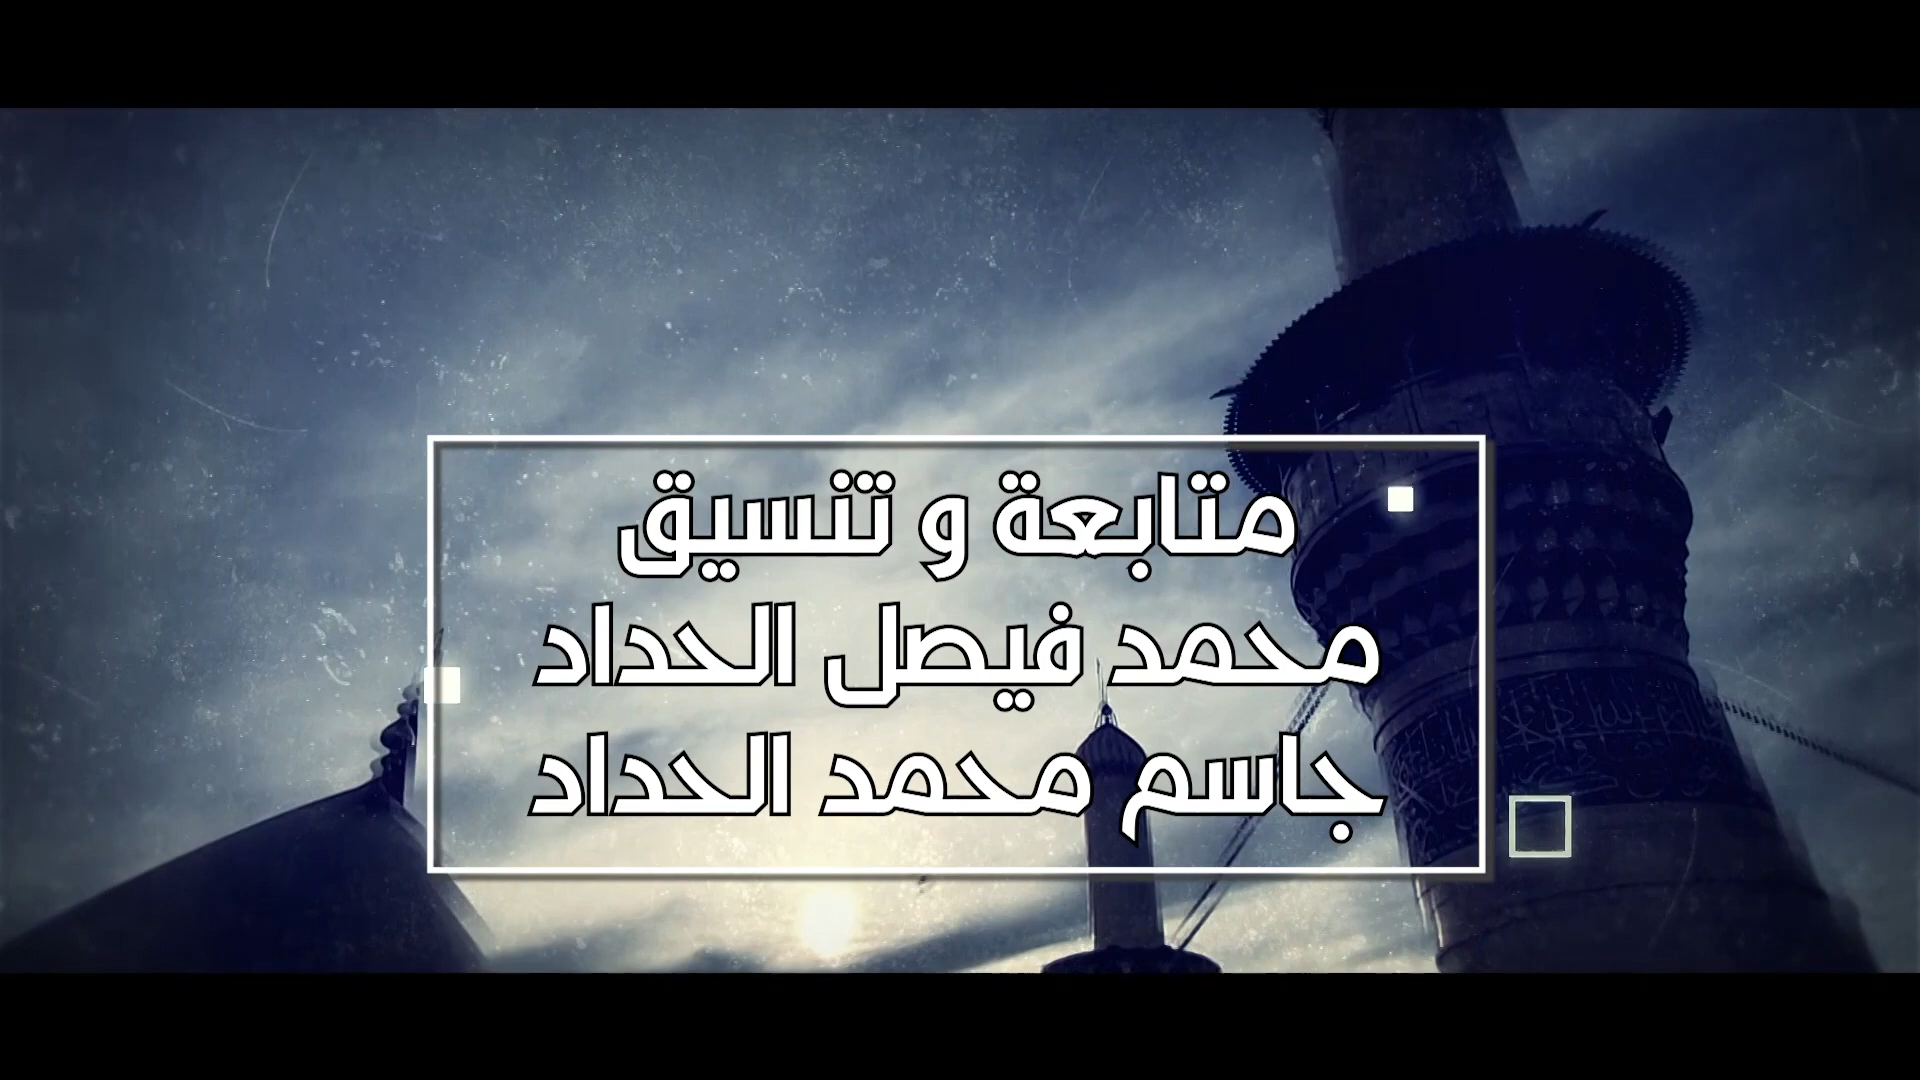 متابعة و تنسيق
محمد فيصل الحداد
جاسم محمد الحداد